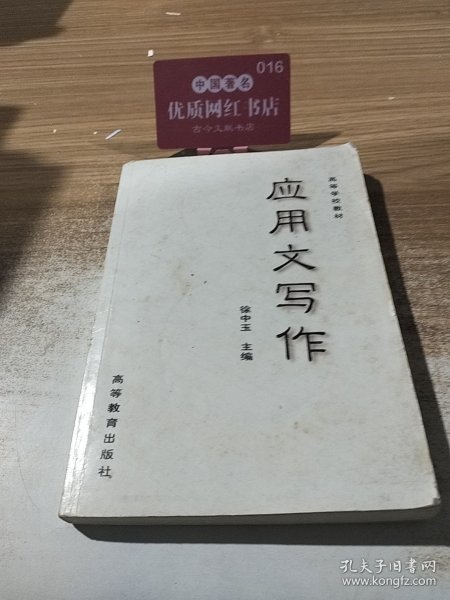 016
中国著名
优质网红书店
古今文献书店
高等学校教材
应用文写作
徐中玉 主编
高等教育出版社
孔夫子旧书网
www.kongfz.com